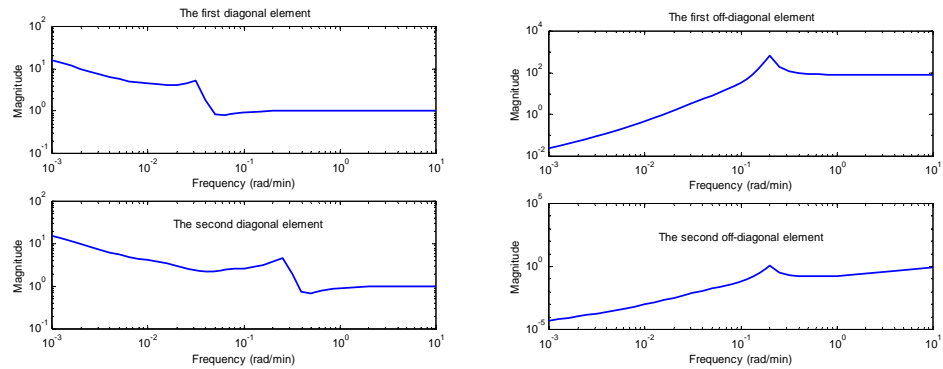 The first diagonal element
Magnitude
10^2
10^1
10^0
10^-1
10^-3
10^-2
10^-1
10^0
10^1
Frequency (rad/min)
The second diagonal element
Magnitude
10^2
10^1
10^0
10^-1
10^-3
10^-2
10^-1
10^0
10^1
Frequency (rad/min)
The first off-diagonal element
Magnitude
10^4
10^2
10^0
10^-2
10^-3
10^-2
10^-1
10^0
10^1
Frequency (rad/min)
The second off-diagonal element
Magnitude
10^5
10^0
10^-5
10^-3
10^-2
10^-1
10^0
10^1
Frequency (rad/min)